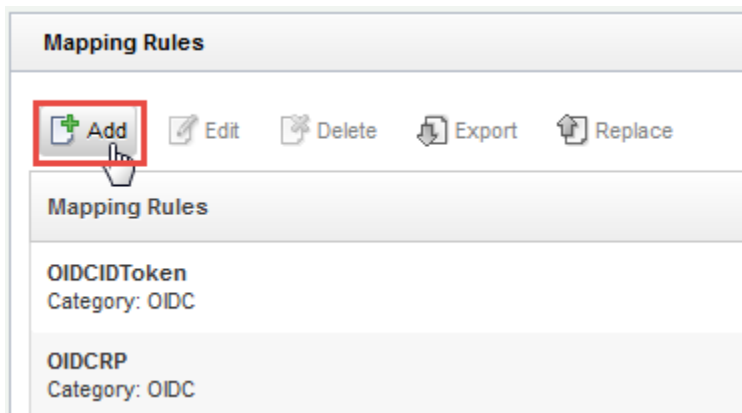 Mapping Rules
Add Edit Delete Export Replace
Mapping Rules
OIDCIDToken
Category: OIDC
OIDCRP
Category: OIDC